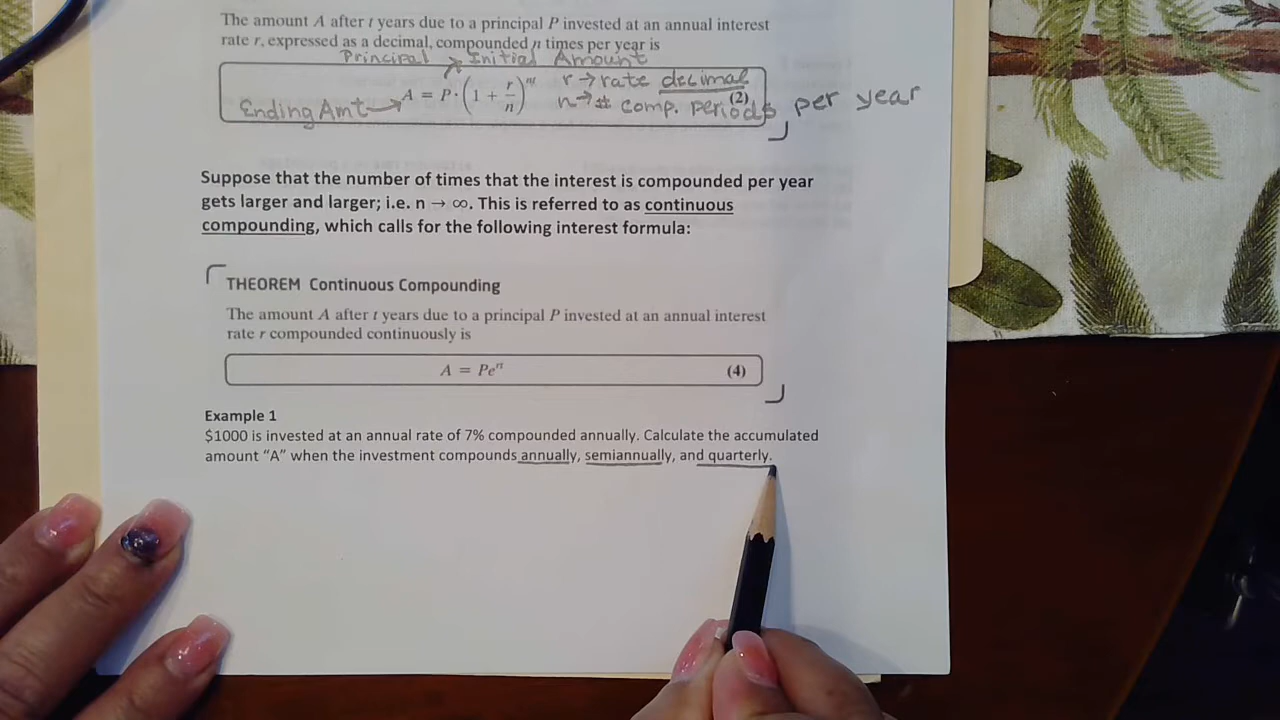 The amount A after t years due to a principal P invested at an annual interest
rate r, expressed as a decimal, compounded n times per year is
Principal → Initial Amount
A = P·(1 + r/n)^nt r → rate decimal
(2)
Ending Amt → n → # comp. periods per year
Suppose that the number of times that the interest is compounded per year
gets larger and larger; i.e. n → ∞. This is referred to as continuous
compounding, which calls for the following interest formula:
THEOREM Continuous Compounding
The amount A after t years due to a principal P invested at an annual interest
rate r compounded continuously is
A = Pe^rt (4)
Example 1
$1000 is invested at an annual rate of 7% compounded annually. Calculate the accumulated
amount “A” when the investment compounds annually, semiannually, and quarterly.